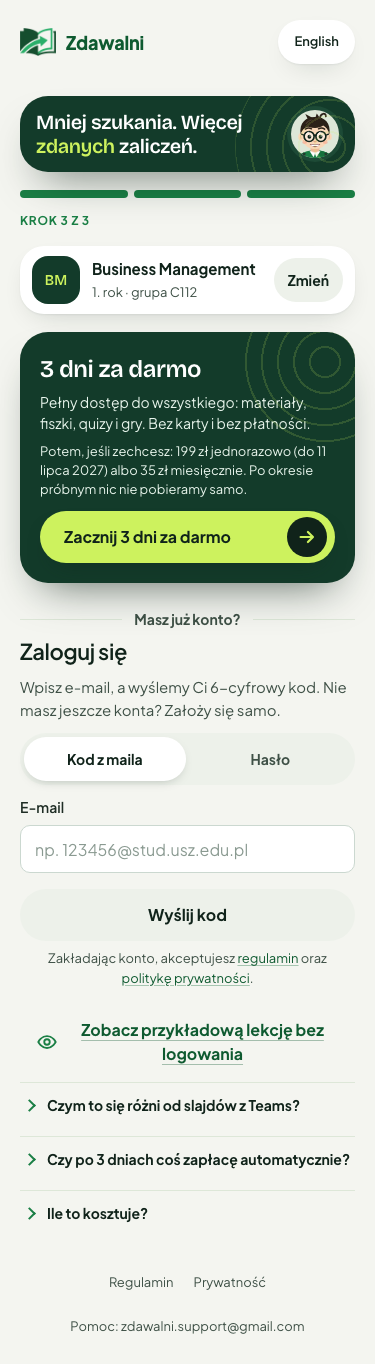 Zdawalni
English
Mniej szukania. Więcej
zdanych zaliczeń.
KROK 3 Z 3
BM
Business Management
1. rok · grupa C112
Zmień
3 dni za darmo
Pełny dostęp do wszystkiego: materiały,
fiszki, quizy i gry. Bez karty i bez płatności.
Potem, jeśli zechcesz: 199 zł jednorazowo (do 11
lipca 2027) albo 35 zł miesięcznie. Po okresie
próbnym nic nie pobieramy samo.
Zacznij 3 dni za darmo
Masz już konto?
Zaloguj się
Wpisz e-mail, a wyślemy Ci 6-cyfrowy kod. Nie
masz jeszcze konta? Założy się samo.
Kod z maila
Hasło
E-mail
np. 123456@stud.usz.edu.pl
Wyślij kod
Zakładając konto, akceptujesz regulamin oraz
politykę prywatności.
Zobacz przykładową lekcję bez
logowania
Czym to się różni od slajdów z Teams?
Czy po 3 dniach coś zapłacę automatycznie?
Ile to kosztuje?
Regulamin
Prywatność
Pomoc: zdawalni.support@gmail.com